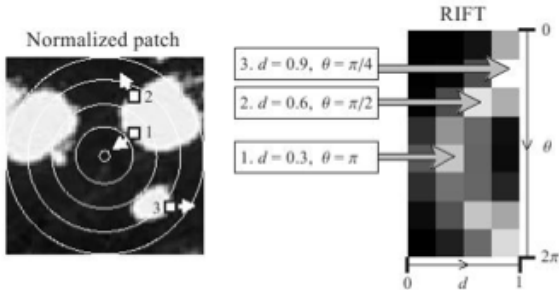 Normalized patch
1
2
3
RIFT
3. d = 0.9, θ = π/4
2. d = 0.6, θ = π/2
1. d = 0.3, θ = π
0
θ
2π
0
d
1